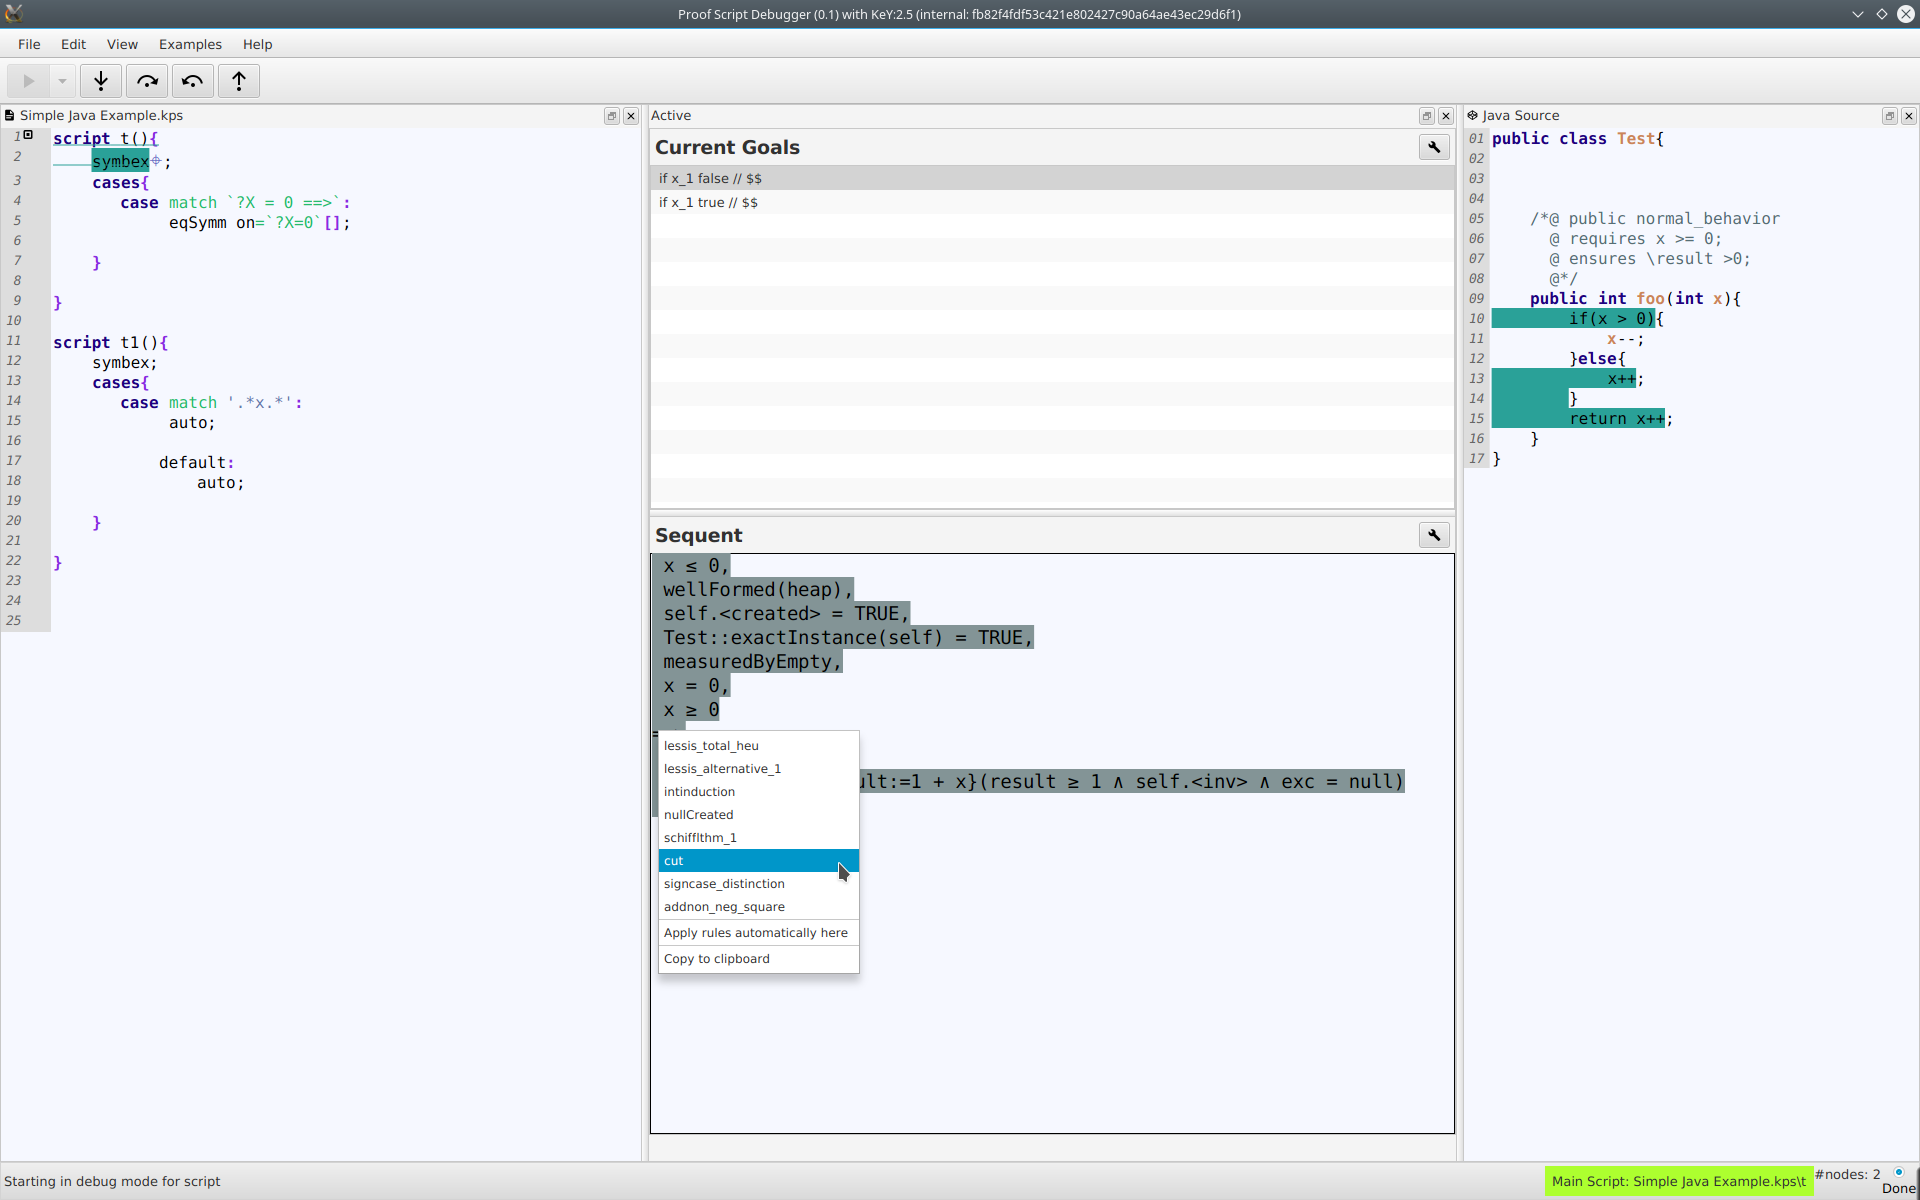 Proof Script Debugger (0.1) with KeY:2.5 (internal: fb82f4fdf53c421e802427c90a64ae43ec29d6f1)
File Edit View Examples Help
Simple Java Example.kps
1 script t(){
2 symbex ;
3 cases{
4 case match `?X = 0 ==>`:
5 eqSymm on=`?X=0`[];
6
7 }
8
9 }
10
11 script t1(){
12 symbex;
13 cases{
14 case match '.*x.*':
15 auto;
16
17 default:
18 auto;
19
20 }
21
22 }
23
24
25
Active
Current Goals
if x_1 false // $$
if x_1 true // $$
Sequent
x ≤ 0,
wellFormed(heap),
self.<created> = TRUE,
Test::exactInstance(self) = TRUE,
measuredByEmpty,
x = 0,
x ≥ 0
ult:=1 + x}(result ≥ 1 ∧ self.<inv> ∧ exc = null)
lessis_total_heu
lessis_alternative_1
intinduction
nullCreated
schiffl­thm_1
cut
signcase_distinction
addnon_neg_square
Apply rules automatically here
Copy to clipboard
Java Source
01 public class Test{
02
03
04
05 /*@ public normal_behavior
06 @ requires x >= 0;
07 @ ensures \result >0;
08 @*/
09 public int foo(int x){
10 if(x > 0){
11 x--;
12 }else{
13 x++;
14 }
15 return x++;
16 }
17 }
Starting in debug mode for script
Main Script: Simple Java Example.kps\t
#nodes: 2
Done